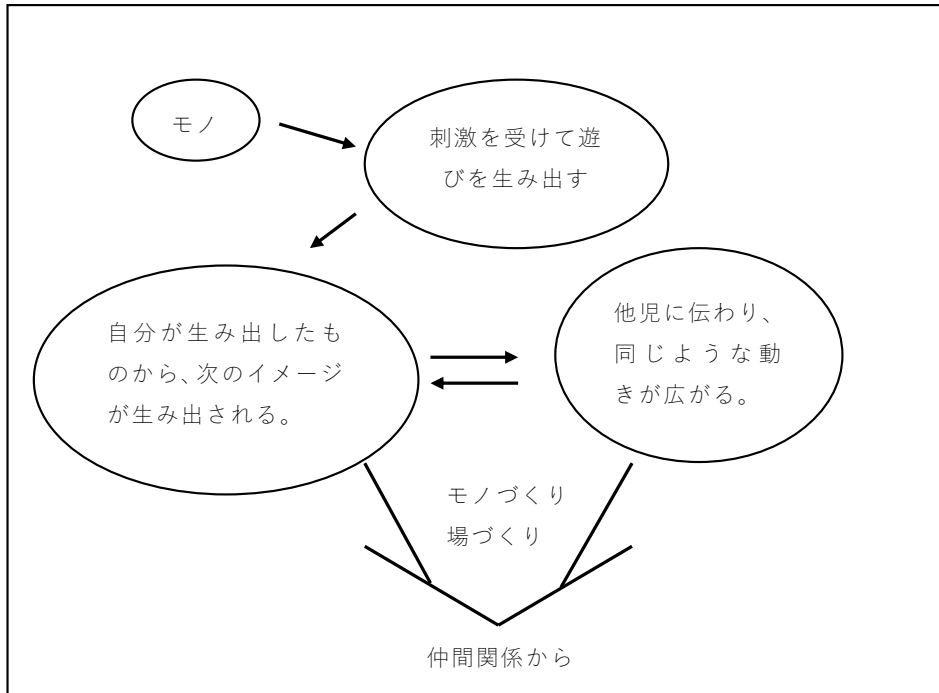 モノ
刺激を受けて遊
びを生み出す
自分が生み出したも
のから、次のイメージ
が生み出される。
他児に伝わり、
同じような動
きが広がる。
モノづくり
場づくり
仲間関係から